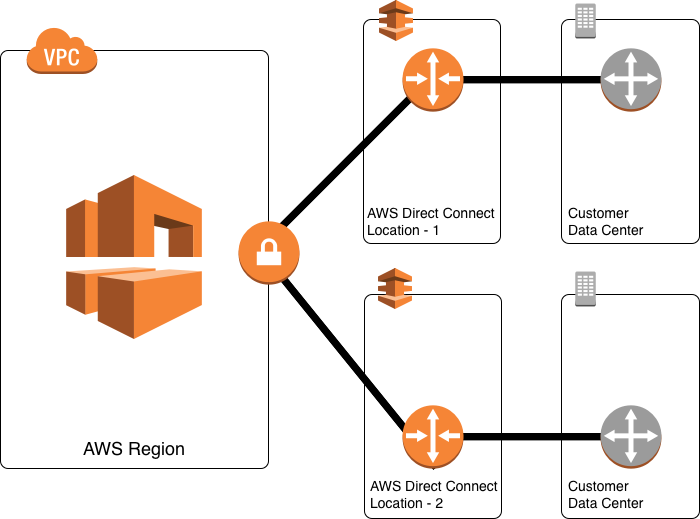 VPC
AWS Region
AWS Direct Connect
Location - 1
Customer
Data Center
AWS Direct Connect
Location - 2
Customer
Data Center